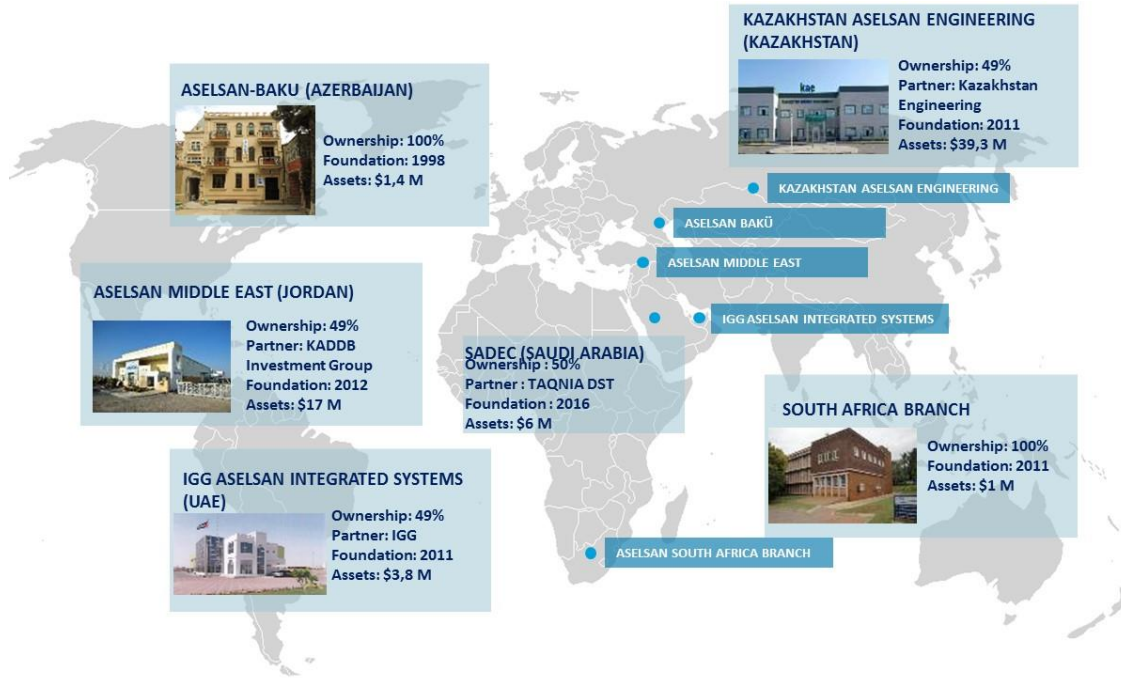 KAZAKHSTAN ASELSAN ENGINEERING
(KAZAKHSTAN)
Ownership: 49%
Partner: Kazakhstan
Engineering
Foundation: 2011
Assets: $39,3 M
kae
ASELSAN-BAKU (AZERBAIJAN)
Ownership: 100%
Foundation: 1998
Assets: $1,4 M
KAZAKHSTAN ASELSAN ENGINEERING
ASELSAN BAKÜ
ASELSAN MIDDLE EAST
IGG ASELSAN INTEGRATED SYSTEMS
ASELSAN MIDDLE EAST (JORDAN)
Ownership: 49%
Partner: KADDB
Investment Group
Foundation: 2012
Assets: $17 M
SADEC (SAUDI ARABIA)
Ownership : 50%
Partner : TAQNIA DST
Foundation : 2016
Assets: $6 M
SOUTH AFRICA BRANCH
Ownership: 100%
Foundation: 2011
Assets: $1 M
IGG ASELSAN INTEGRATED SYSTEMS
(UAE)
Ownership: 49%
Partner: IGG
Foundation: 2011
Assets: $3,8 M
ASELSAN SOUTH AFRICA BRANCH